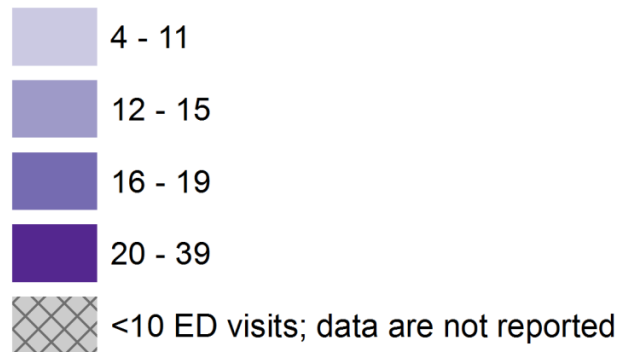 4 - 11
12 - 15
16 - 19
20 - 39
<10 ED visits; data are not reported